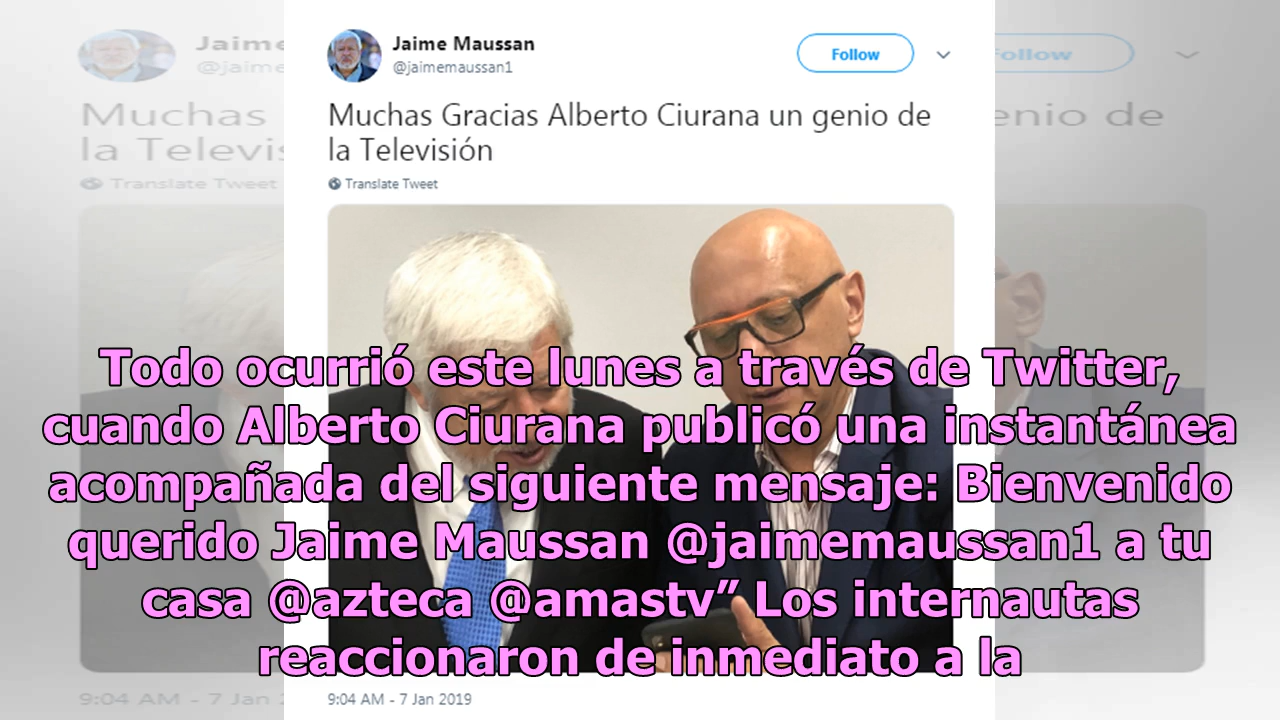 Jaime Maussan
@jaimemaussan1
Follow
Muchas Gracias Alberto Ciurana un genio de
la Televisión
Translate Tweet
Todo ocurrió este lunes a través de Twitter,
cuando Alberto Ciurana publicó una instantánea
acompañada del siguiente mensaje: Bienvenido
querido Jaime Maussan @jaimemaussan1 a tu
casa @azteca @amastv” Los internautas
reaccionaron de inmediato a la
9:04 AM - 7 Jan 2019